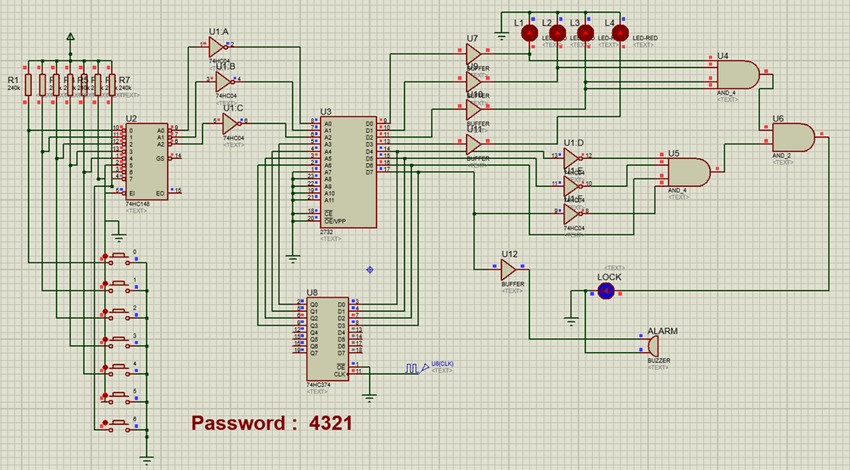 L1 L2 L3 L4
LED-RED LED-RED
U1:A
74HC04
U1:B
74HC04
U1:C
74HC04
U7
BUFFER
BUFFER
U10
BUFFER
U11
BUFFER
U4
AND_4
<TEXT>
U6
AND_2
<TEXT>
R1
240k
R7
240k
U2
0 A0
1 A1
2 A2
3
4 GS
5
6
7
EI EO
74HC148
<TEXT>
U3
A0 D0
A1 D1
A2 D2
A3 D3
A4 D4
A5 D5
A6 D6
A7 D7
A8
A9
A10
A11
CE
OE/VPP
2732
<TEXT>
U1:D
74HC04
U1:E
74HC04
U1:F
74HC04
<TEXT>
U5
AND_4
<TEXT>
U12
BUFFER
<TEXT>
LOCK
ALARM
BUZZER
<TEXT>
U8
Q0 D0
Q1 D1
Q2 D2
Q3 D3
Q4 D4
Q5 D5
Q6 D6
Q7 D7
OE
CLK
74HC374
<TEXT>
U8(CLK)
<TEXT>
0
1
2
3
4
5
6
Password : 4321